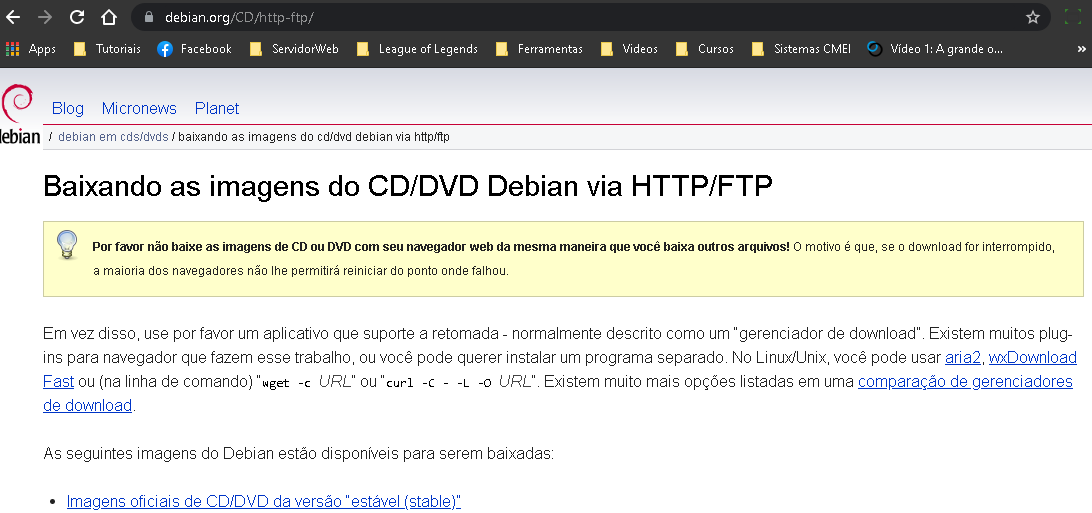 debian.org/CD/http-ftp/
Apps Tutoriais Facebook ServidorWeb League of Legends Ferramentas Videos Cursos Sistemas CMEI Vídeo 1: A grande o... »
debian
Blog Micronews Planet
/ debian em cds/dvds / baixando as imagens do cd/dvd debian via http/ftp
Baixando as imagens do CD/DVD Debian via HTTP/FTP
Por favor não baixe as imagens de CD ou DVD com seu navegador web da mesma maneira que você baixa outros arquivos! O motivo é que, se o download for interrompido,
a maioria dos navegadores não lhe permitirá reiniciar do ponto onde falhou.
Em vez disso, use por favor um aplicativo que suporte a retomada - normalmente descrito como um “gerenciador de download”. Existem muitos plug-
ins para navegador que fazem esse trabalho, ou você pode querer instalar um programa separado. No Linux/Unix, você pode usar aria2, wxDownload
Fast ou (na linha de comando) “wget -c URL” ou “curl -C - -L -O URL”. Existem muito mais opções listadas em uma comparação de gerenciadores
de download.
As seguintes imagens do Debian estão disponíveis para serem baixadas:
• Imagens oficiais de CD/DVD da versão “estável (stable)”